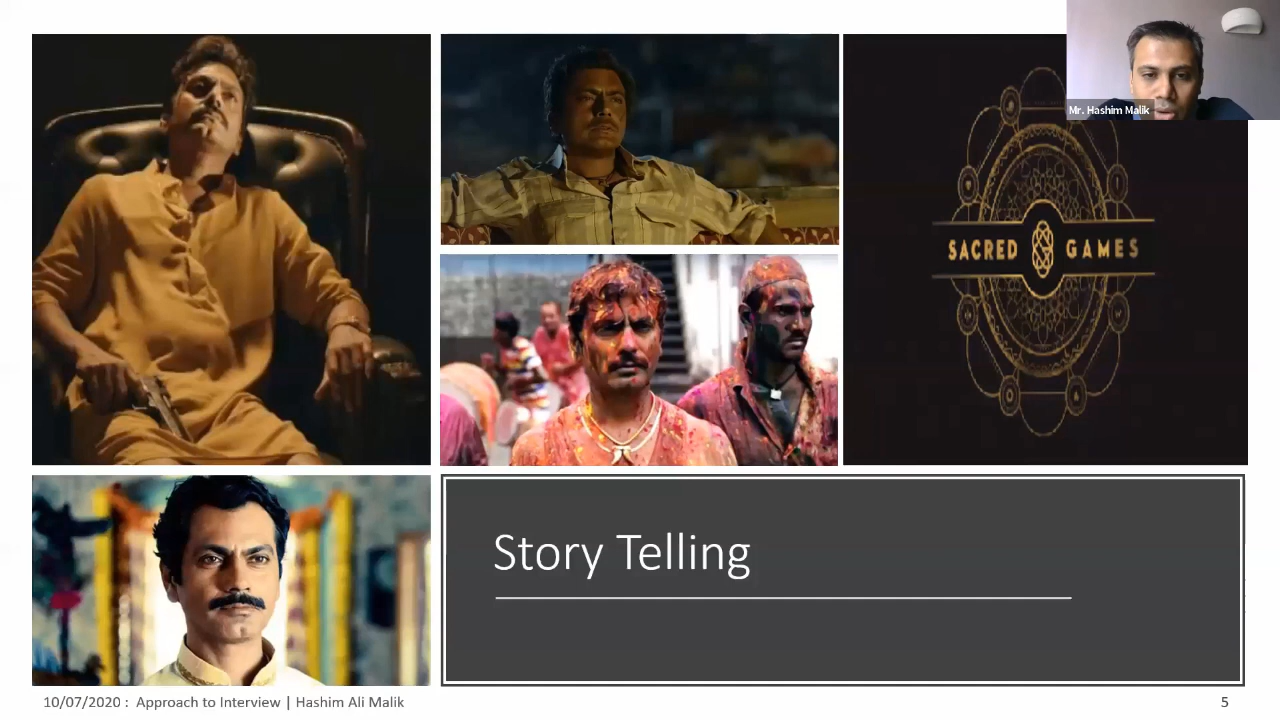 Mr. Hashim Malik
SACRED GAMES
Story Telling
10/07/2020 : Approach to Interview | Hashim Ali Malik
5